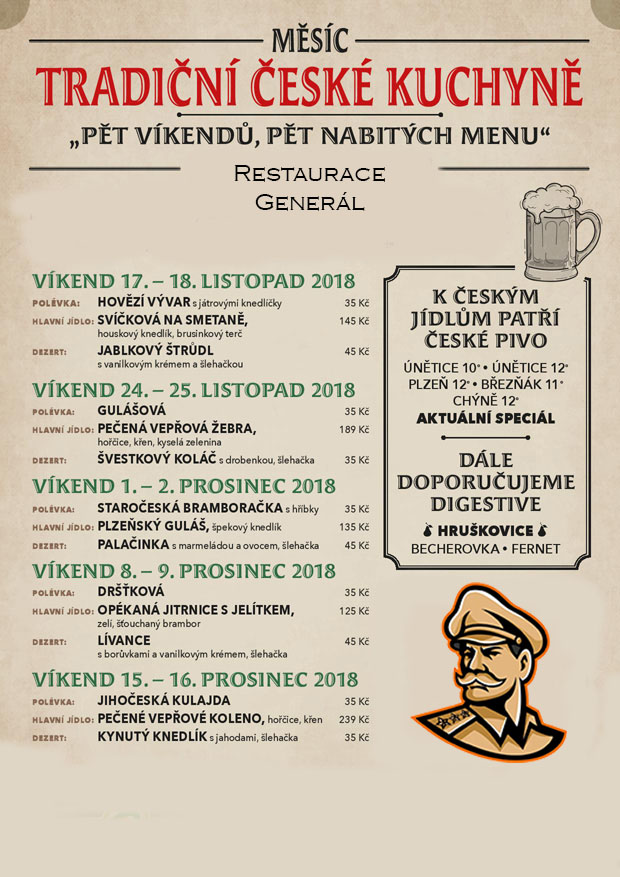 MĚSÍC
TRADIČNÍ ČESKÉ KUCHYNĚ
„PĚT VÍKENDŮ, PĚT NABITÝCH MENU“
RESTAURACE
GENERÁL
VÍKEND 17. – 18. LISTOPAD 2018
POLÉVKA: HOVĚZÍ VÝVAR s játrovými knedlíčky 35 Kč
HLAVNÍ JÍDLO: SVÍČKOVÁ NA SMETANĚ, 145 Kč
houskový knedlík, brusinkový terč
DEZERT: JABLKOVÝ ŠTRÚDL 45 Kč
s vanilkovým krémem a šlehačkou
VÍKEND 24. – 25. LISTOPAD 2018
POLÉVKA: GULÁŠOVÁ 35 Kč
HLAVNÍ JÍDLO: PEČENÁ VEPŘOVÁ ŽEBRA, 189 Kč
hořčice, křen, kyselá zelenina
DEZERT: ŠVESTKOVÝ KOLÁČ s drobenkou, šlehačka 35 Kč
VÍKEND 1. – 2. PROSINEC 2018
POLÉVKA: STAROČESKÁ BRAMBORAČKA s hříbky 35 Kč
HLAVNÍ JÍDLO: PLZEŇSKÝ GULÁŠ, špekový knedlík 135 Kč
DEZERT: PALAČINKA s marmeládou a ovocem, šlehačka 45 Kč
VÍKEND 8. – 9. PROSINEC 2018
POLÉVKA: DRŠŤKOVÁ 35 Kč
HLAVNÍ JÍDLO: OPÉKANÁ JITRNICE S JELÍTKEM, 125 Kč
zelí, šťouchaný brambor
DEZERT: LÍVANCE 45 Kč
s borůvkami a vanilkovým krémem, šlehačka
VÍKEND 15. – 16. PROSINEC 2018
POLÉVKA: JIHOČESKÁ KULAJDA 35 Kč
HLAVNÍ JÍDLO: PEČENÉ VEPŘOVÉ KOLENO, hořčice, křen 239 Kč
DEZERT: KYNUTÝ KNEDLÍK s jahodami, šlehačka 35 Kč
K ČESKÝM
JÍDLŮM PATŘÍ
ČESKÉ PIVO
ÚNĚTICE 10° • ÚNĚTICE 12°
PLZEŇ 12° • BŘEZŇÁK 11°
CHÝNĚ 12°
AKTUÁLNÍ SPECIÁL
DÁLE
DOPORUČUJEME
DIGESTIVE
HRUŠKOVICE
BECHEROVKA • FERNET